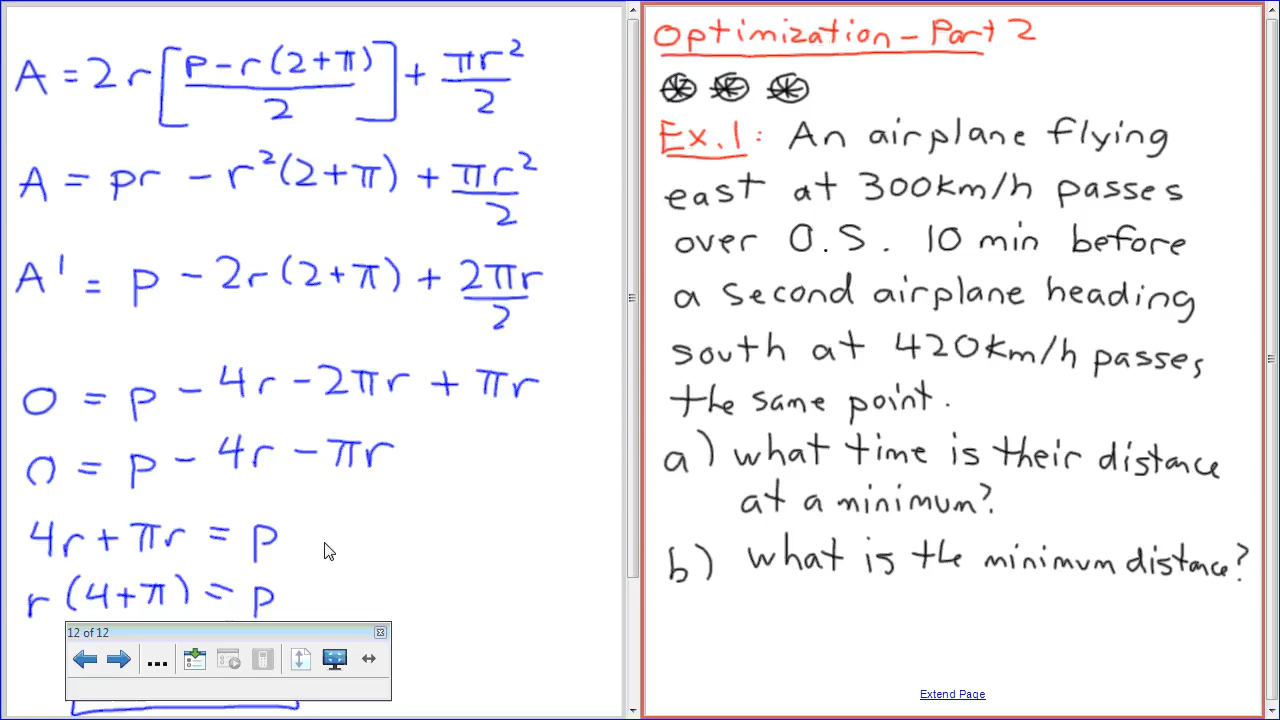 A = 2r[p-r(2+π)/2] + πr²/2
A = pr - r²(2+π) + πr²/2
A' = p - 2r(2+π) + 2πr/2
0 = p - 4r - 2πr + πr
0 = p - 4r - πr
4r + πr = p
r(4+π) = p
12 of 12
Optimization - Part 2
Ex.1: An airplane flying
east at 300km/h passes
over O.S. 10 min before
a second airplane heading
south at 420km/h passes
the same point.
a) what time is their distance
at a minimum?
b) what is the minimum distance?
Extend Page